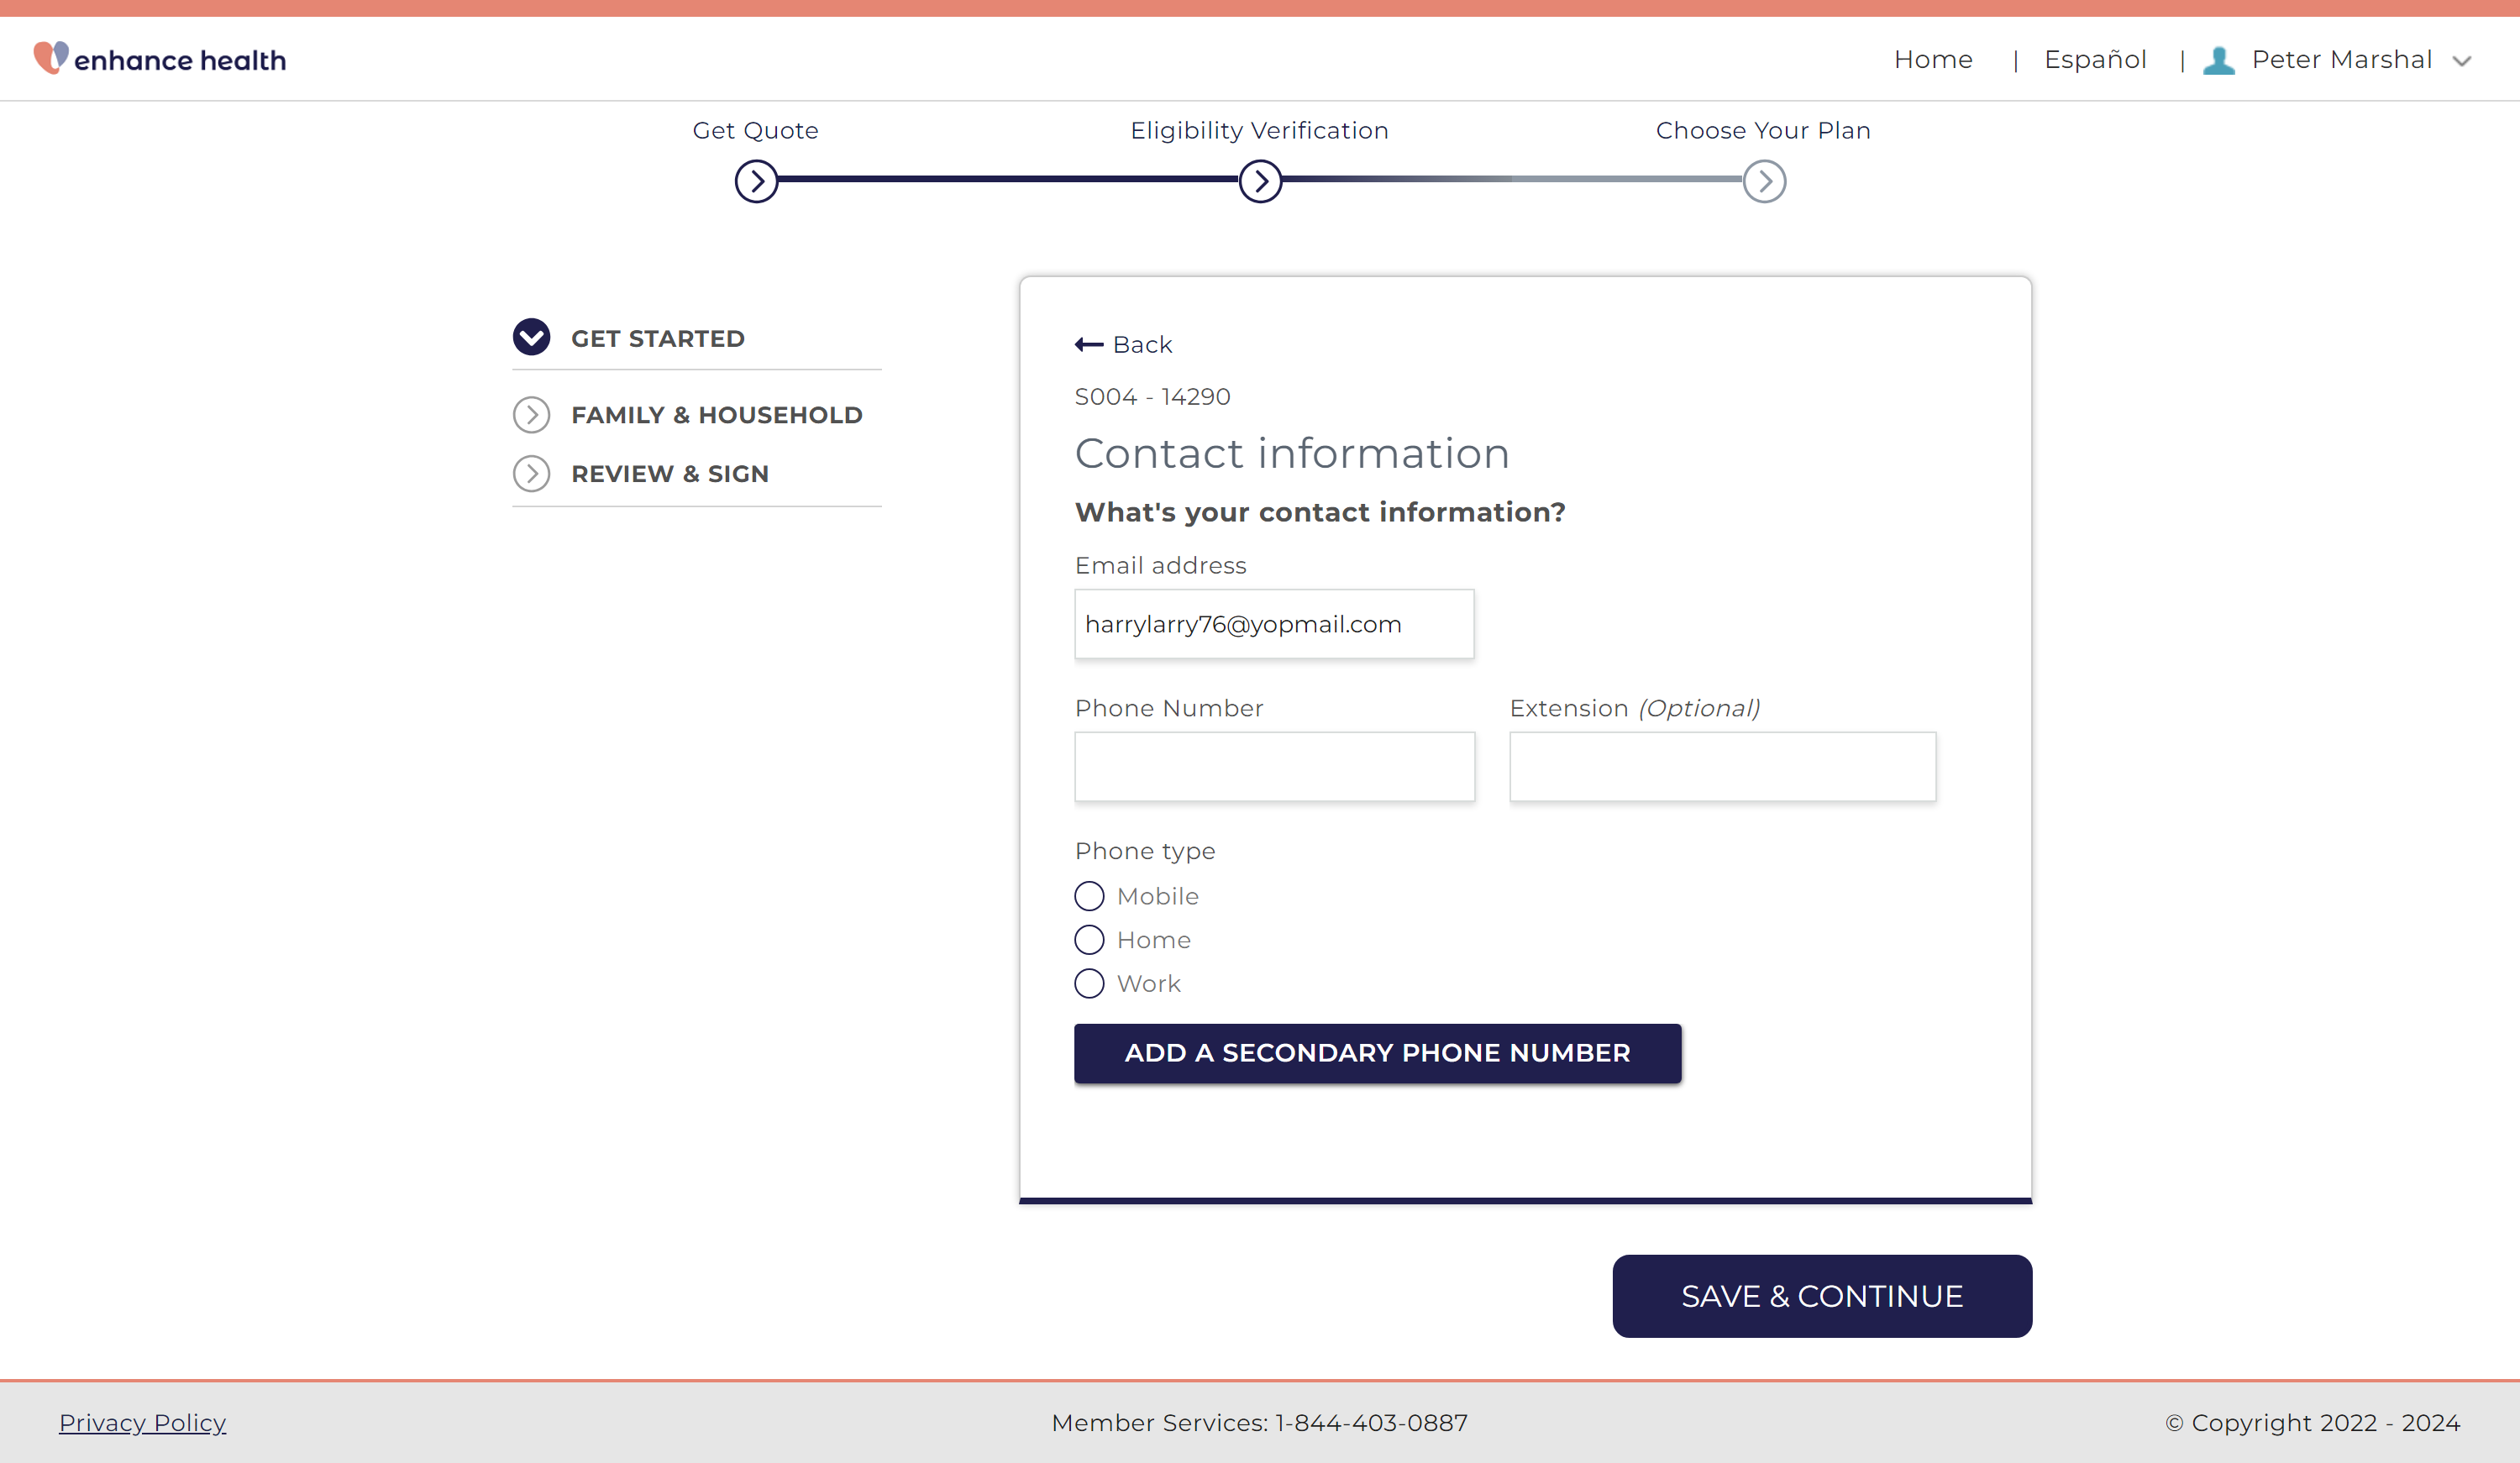 enhance health
Home | Español | Peter Marshal
Get Quote
Eligibility Verification
Choose Your Plan
GET STARTED
FAMILY & HOUSEHOLD
REVIEW & SIGN
Back
S004 - 14290
Contact information
What's your contact information?
Email address
harrylarry76@yopmail.com
Phone Number
Extension (Optional)
Phone type
Mobile
Home
Work
ADD A SECONDARY PHONE NUMBER
SAVE & CONTINUE
Privacy Policy
Member Services: 1-844-403-0887
© Copyright 2022 - 2024